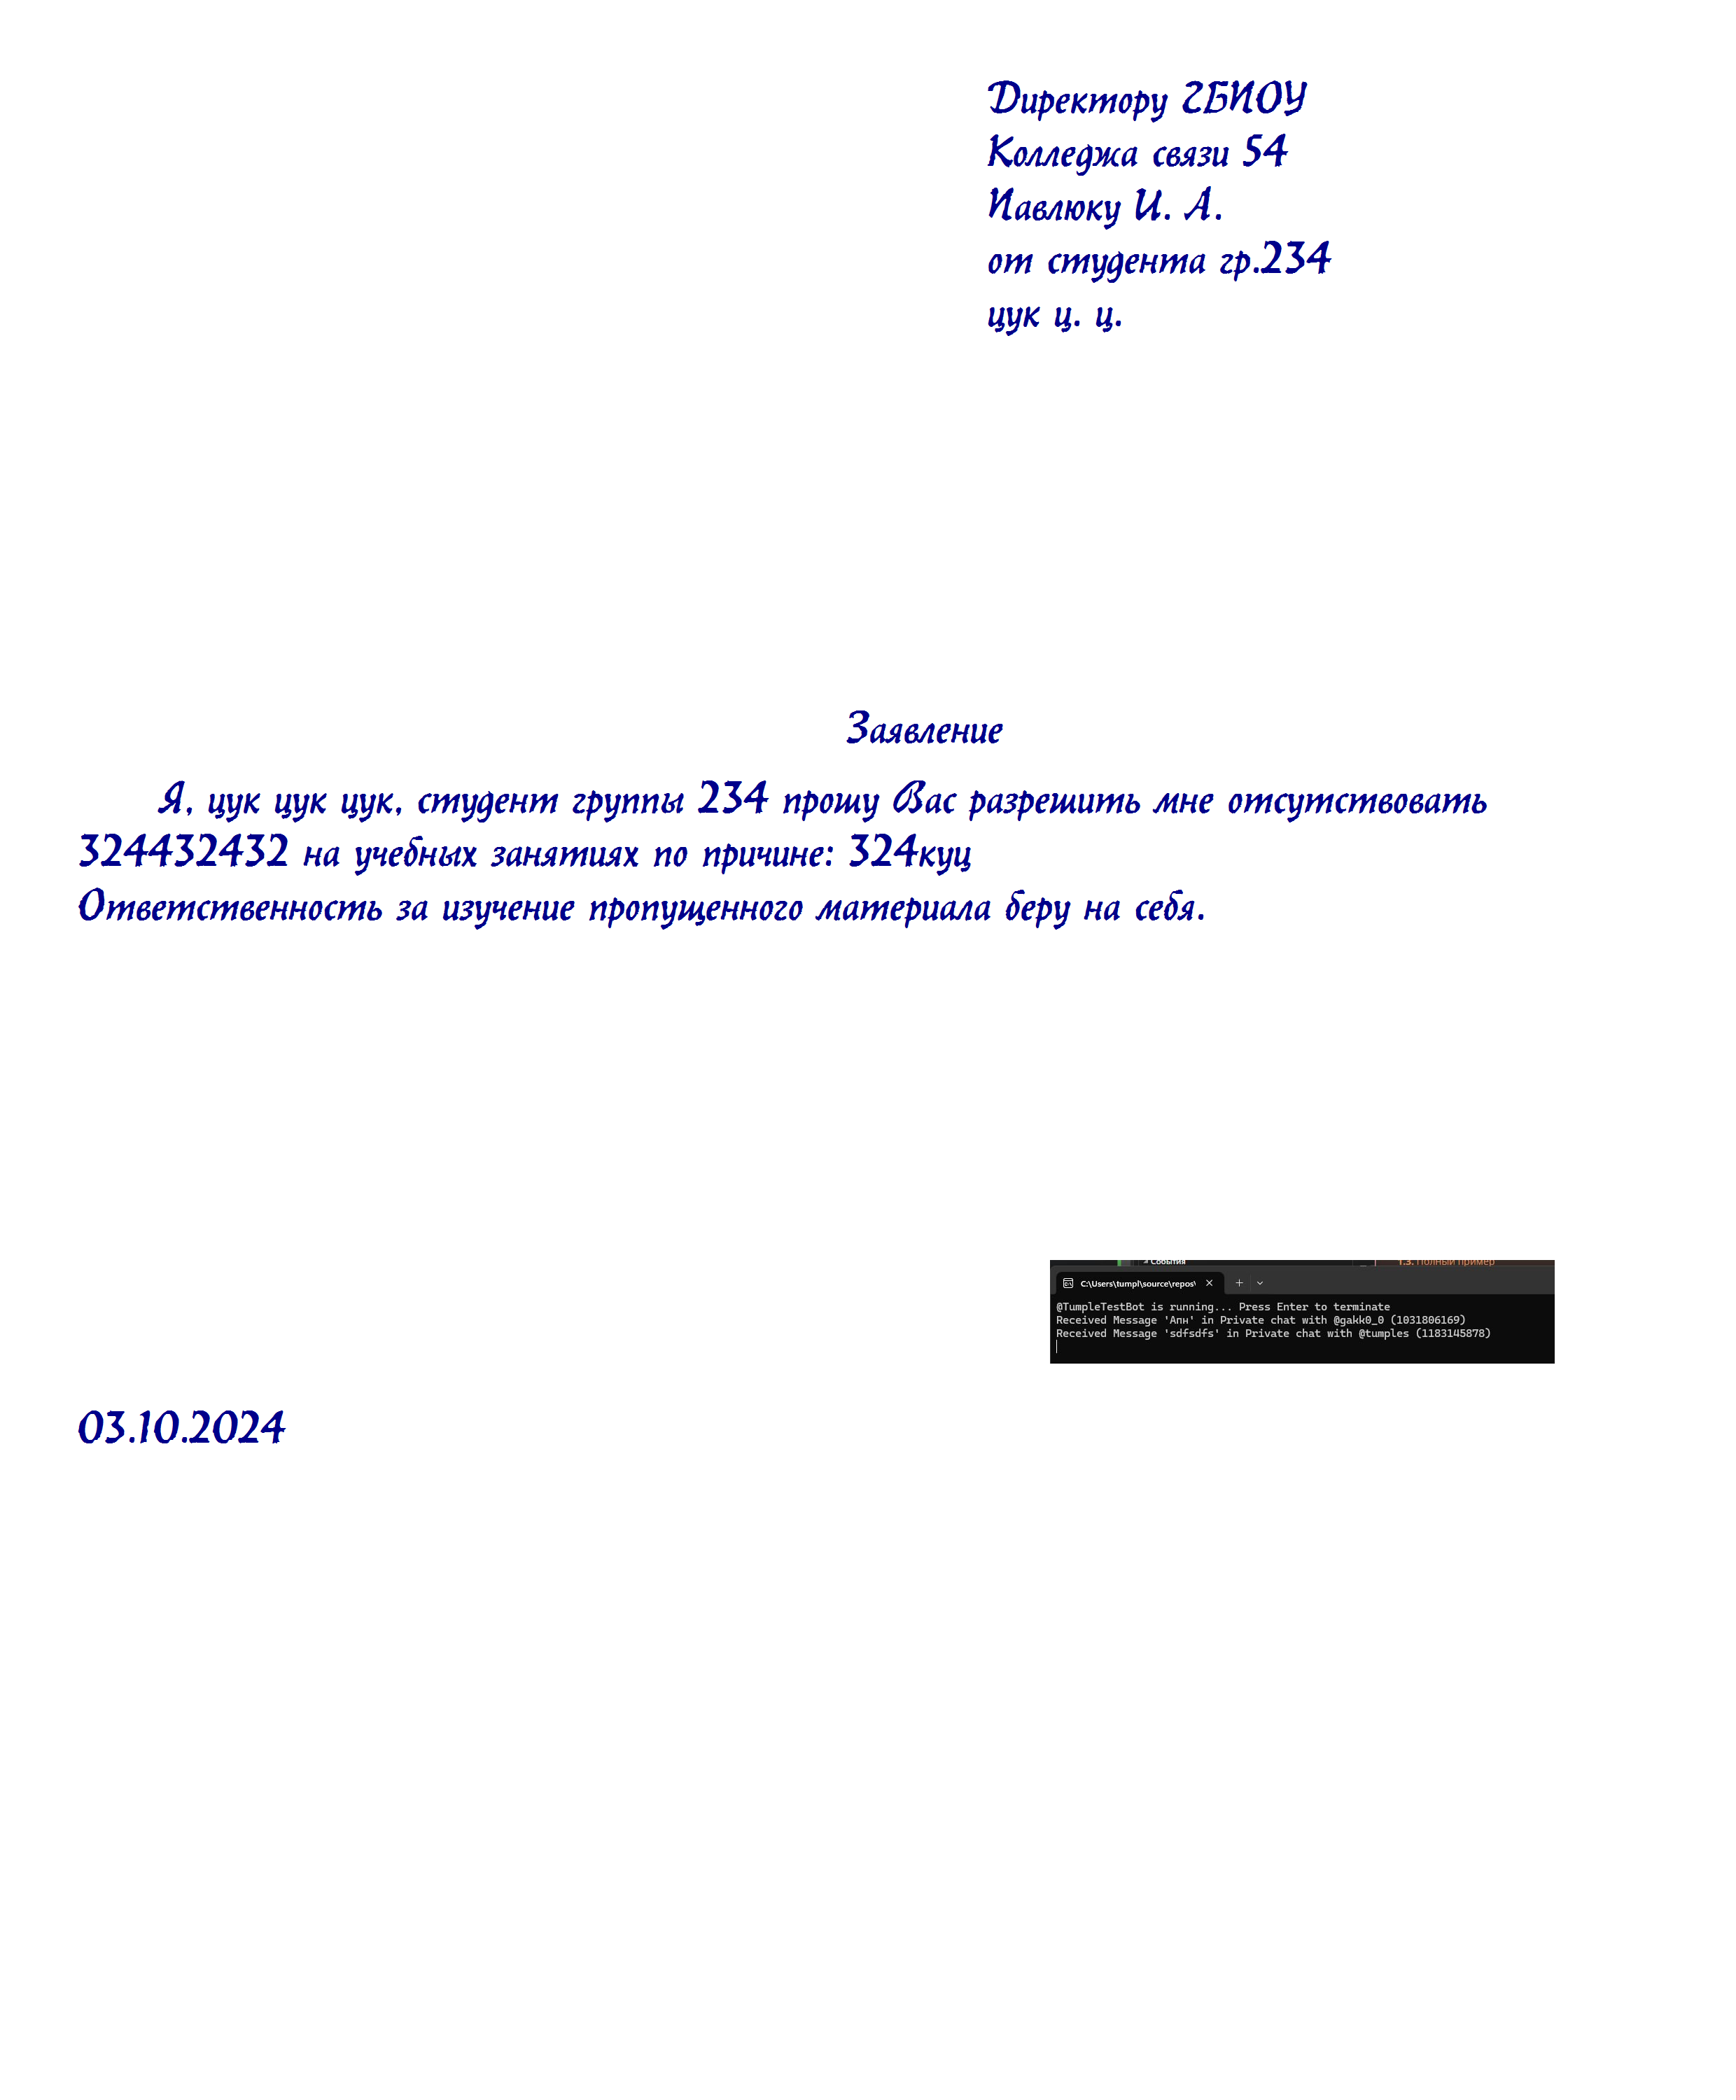 Директору ГБПОУ
Колледжа связи 54
Павлюку И. А.
от студента гр.234
цук ц. ц.
Заявление
Я, цук цук цук, студент группы 234 прошу Вас разрешить мне отсутствовать
324432432 на учебных занятиях по причине: 324куц
Ответственность за изучение пропущенного материала беру на себя.
События
1.3. Полный пример
C:\Users\tumpl\source\repos\
@TumpleTestBot is running... Press Enter to terminate
Received Message 'Апн' in Private chat with @gakk0_0 (1031806169)
Received Message 'sdfsdfs' in Private chat with @tumples (1183145878)
03.10.2024